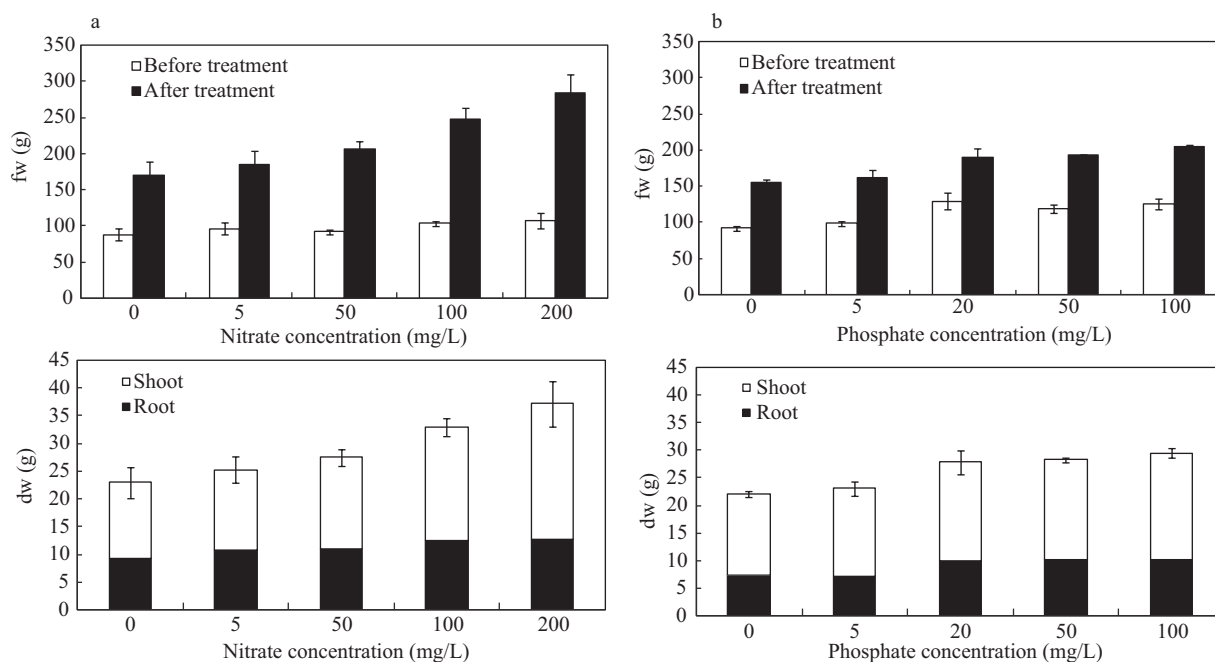 a
350
300
250
200
150
100
50
0
fw (g)
Before treatment
After treatment
0 5 50 100 200
Nitrate concentration (mg/L)
b
350
300
250
200
150
100
50
0
fw (g)
Before treatment
After treatment
0 5 20 50 100
Phosphate concentration (mg/L)
45
40
35
30
25
20
15
10
5
0
dw (g)
Shoot
Root
0 5 50 100 200
Nitrate concentration (mg/L)
45
40
35
30
25
20
15
10
5
0
dw (g)
Shoot
Root
0 5 20 50 100
Phosphate concentration (mg/L)